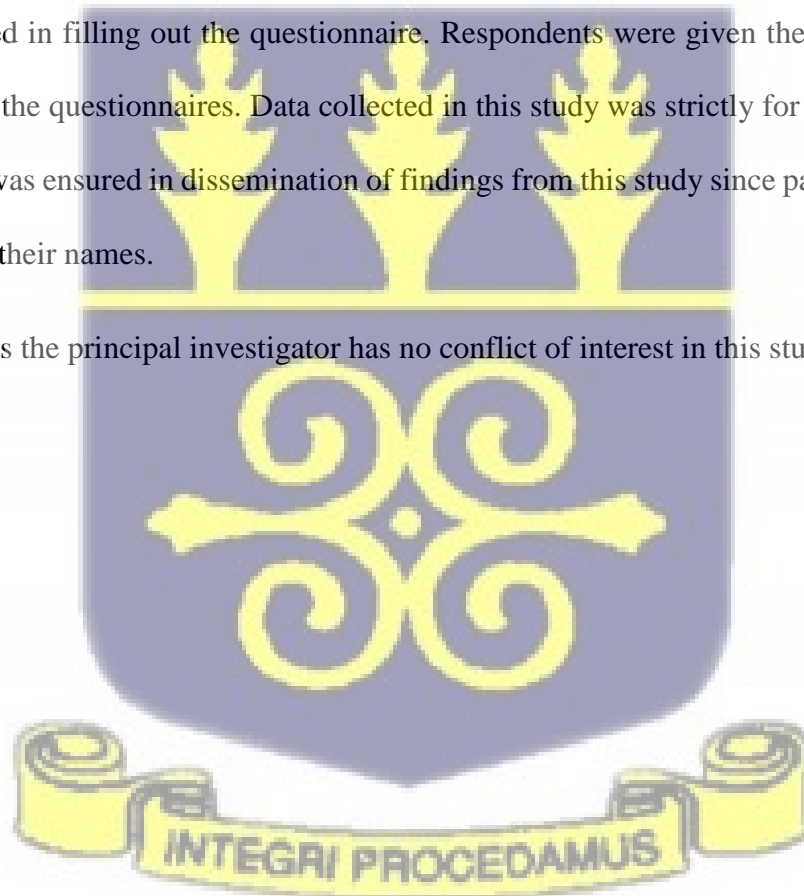 in filling out the questionnaire. Respondents were given the
the questionnaires. Data collected in this study was strictly for
was ensured in dissemination of findings from this study since
their names.
the principal investigator has no conflict of interest in this
INTEGRI PROCEDAMUS